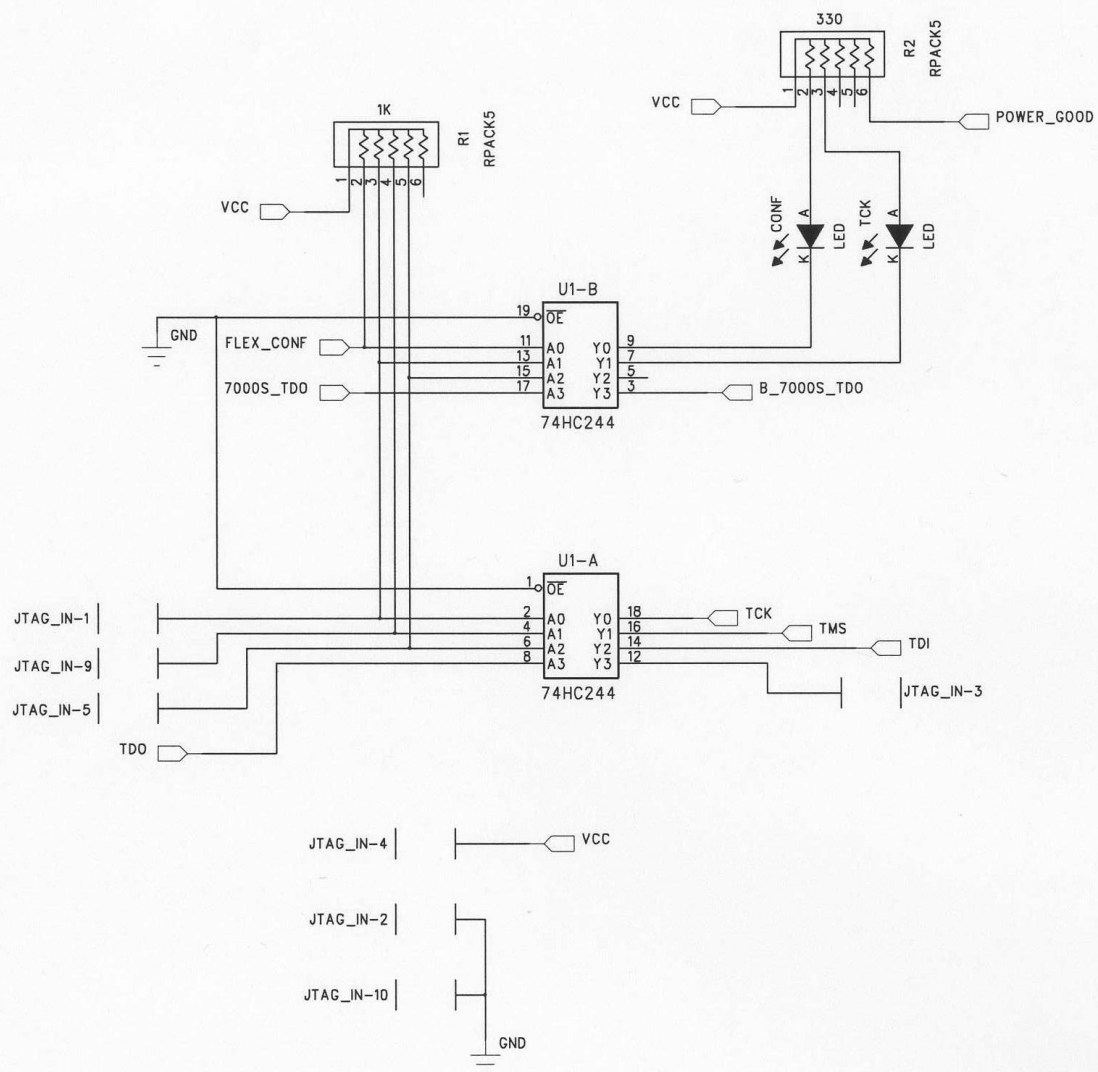 330
R2
RPACK5
1 2 3 4 5 6
VCC
POWER_GOOD
1K
R1
RPACK5
1 2 3 4 5 6
VCC
CONF
A
K
LED
TCK
A
K
LED
U1-B
19 OE
GND
FLEX_CONF
11 A0 Y0 9
13 A1 Y1 7
15 A2 Y2 5
7000S_TDO
17 A3 Y3 3
B_7000S_TDO
74HC244
U1-A
1 OE
JTAG_IN-1
2 A0 Y0 18
TCK
4 A1 Y1 16
TMS
6 A2 Y2 14
TDI
JTAG_IN-9
8 A3 Y3 12
74HC244
JTAG_IN-3
JTAG_IN-5
TDO
JTAG_IN-4
VCC
JTAG_IN-2
JTAG_IN-10
GND